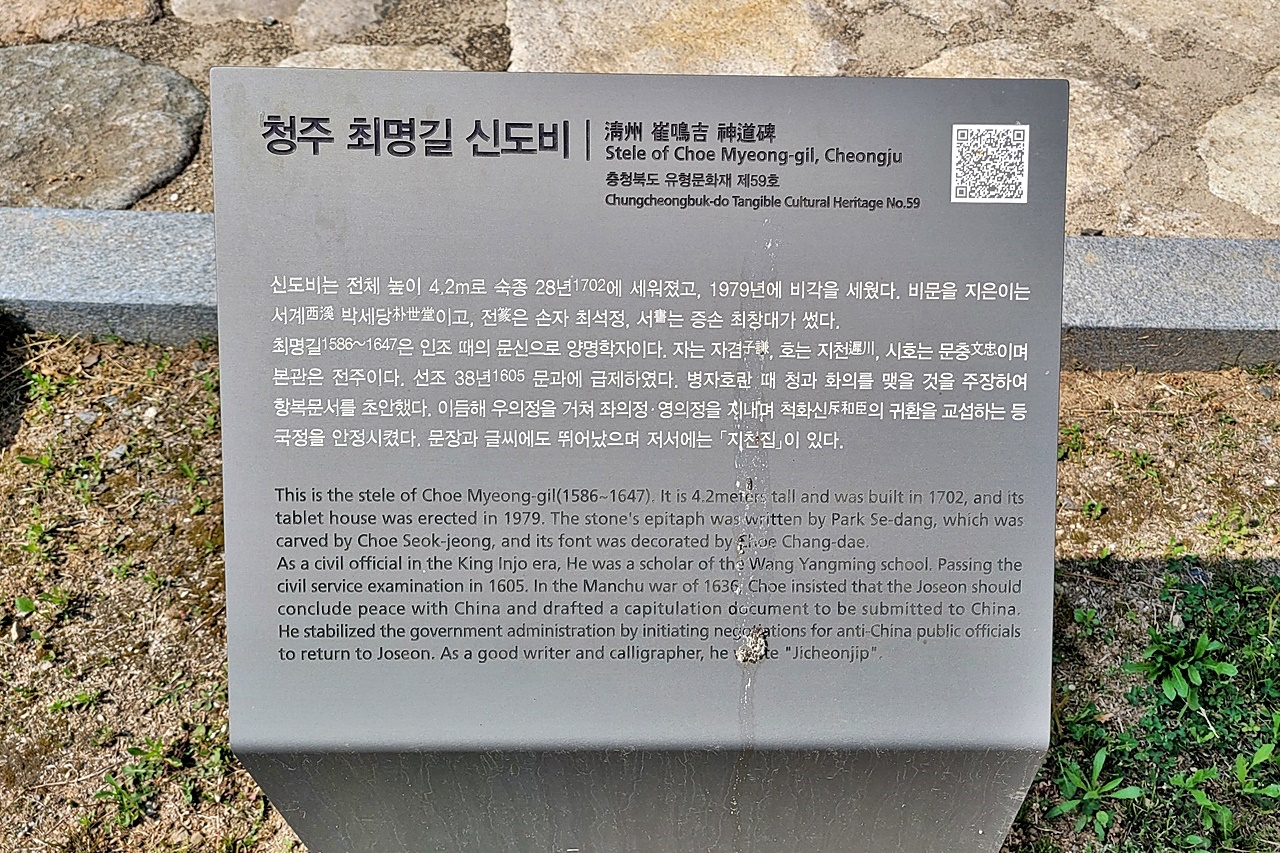 청주 최명길 신도비
淸州 崔鳴吉 神道碑
Stele of Choe Myeong-gil, Cheongju
충청북도 유형문화재 제59호
Chungcheongbuk-do Tangible Cultural Heritage No.59
신도비는 전체 높이 4.2m로 숙종 28년1702에 세워졌고, 1979년에 비각을 세웠다. 비문을 지은이는
서계西溪 박세당朴世堂이고, 전篆은 손자 최석정, 서書는 증손 최창대가 썼다.
최명길1586~1647은 인조 때의 문신으로 양명학자이다. 자는 자겸子謙, 호는 지천遲川, 시호는 문충文忠이며
본관은 전주이다. 선조 38년1605 문과에 급제하였다. 병자호란 때 청과 화의를 맺을 것을 주장하여
항복문서를 초안했다. 이듬해 우의정을 거쳐 좌의정·영의정을 지내며 척화신斥和臣의 귀환을 교섭하는 등
국정을 안정시켰다. 문장과 글씨에도 뛰어났으며 저서에는 「지천집」이 있다.
This is the stele of Choe Myeong-gil(1586~1647). It is 4.2meters tall and was built in 1702, and its
tablet house was erected in 1979. The stone's epitaph was written by Park Se-dang, which was
carved by Choe Seok-jeong, and its font was decorated by Choe Chang-dae.
As a civil official in the King Injo era, He was a scholar of the Wang Yangming school. Passing the
civil service examination in 1605. In the Manchu war of 1636, Choe insisted that the Joseon should
conclude peace with China and drafted a capitulation document to be submitted to China.
He stabilized the government administration by initiating negotiations for anti-China public officials
to return to Joseon. As a good writer and calligrapher, he wrote "Jicheonjip".